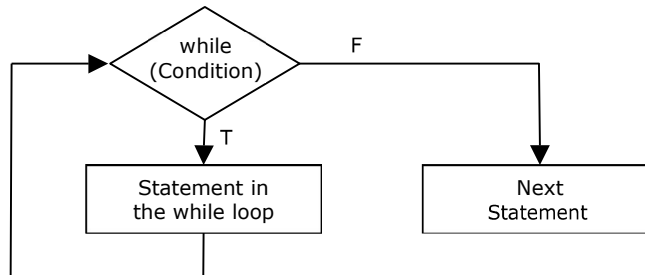 while
(Condition)
F
T
Statement in
the while loop
Next
Statement